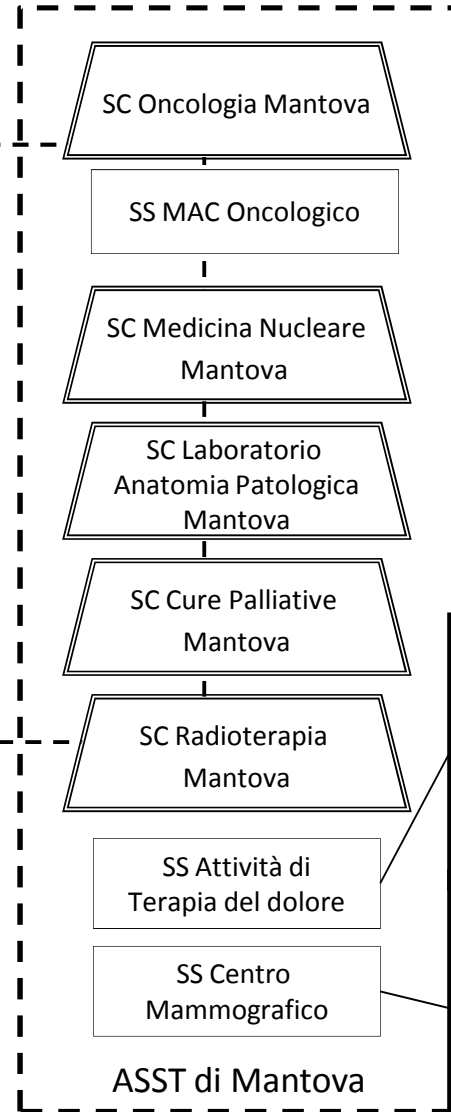 SC Oncologia Mantova
SS MAC Oncologico
SC Medicina Nucleare
Mantova
SC Laboratorio
Anatomia Patologica
Mantova
SC Cure Palliative
Mantova
SC Radioterapia
Mantova
SS Attività di
Terapia del dolore
SS Centro
Mammografico
ASST di Mantova